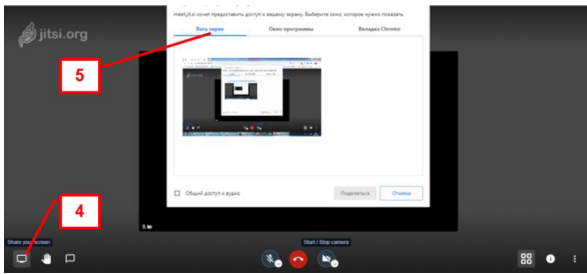 meet.jit.si хочет предоставить доступ к вашему экрану. Выберите окно, которое нужно показать.
jitsi.org
Весь экран Окно программы Вкладка Chrome
5
Общий доступ к аудио Поделиться Отмена
4
Share your screen Start / Stop camera